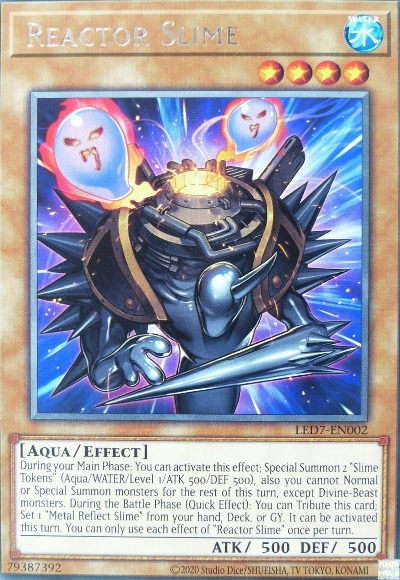 REACTOR SLIME
WATER
水
LED7-EN002
[AQUA/EFFECT]
During your Main Phase: You can activate this effect; Special Summon 2 "Slime
Tokens" (Aqua/WATER/Level 1/ATK 500/DEF 500), also you cannot Normal
or Special Summon monsters for the rest of this turn, except Divine-Beast
monsters. During the Battle Phase (Quick Effect): You can Tribute this card;
Set 1 "Metal Reflect Slime" from your hand, Deck, or GY. It can be activated
this turn. You can only use each effect of "Reactor Slime" once per turn.
ATK/ 500 DEF/ 500
79387392
©2020 Studio Dice/SHUEISHA, TV TOKYO, KONAMI